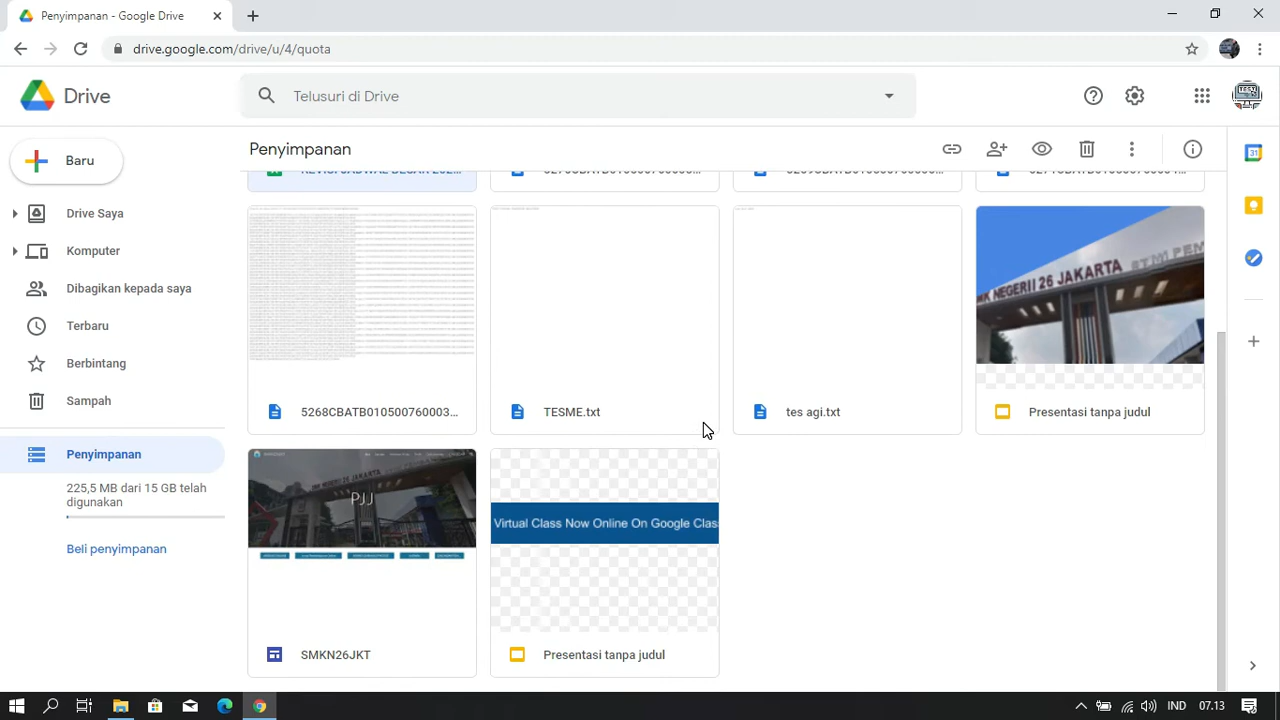 Penyimpanan - Google Drive
drive.google.com/drive/u/4/quota
Drive
Telusuri di Drive
Baru
Penyimpanan
Drive Saya
Komputer
Dibagikan kepada saya
Terbaru
Berbintang
Sampah
Penyimpanan
225,5 MB dari 15 GB telah
digunakan
Beli penyimpanan
5268CBATB010500760003...
TESME.txt
tes agi.txt
NEGERI 26 JAKARTA
Presentasi tanpa judul
PJJ
SMKN26JKT
Virtual Class Now Online On Google Clas
Presentasi tanpa judul
31
IND
07.13